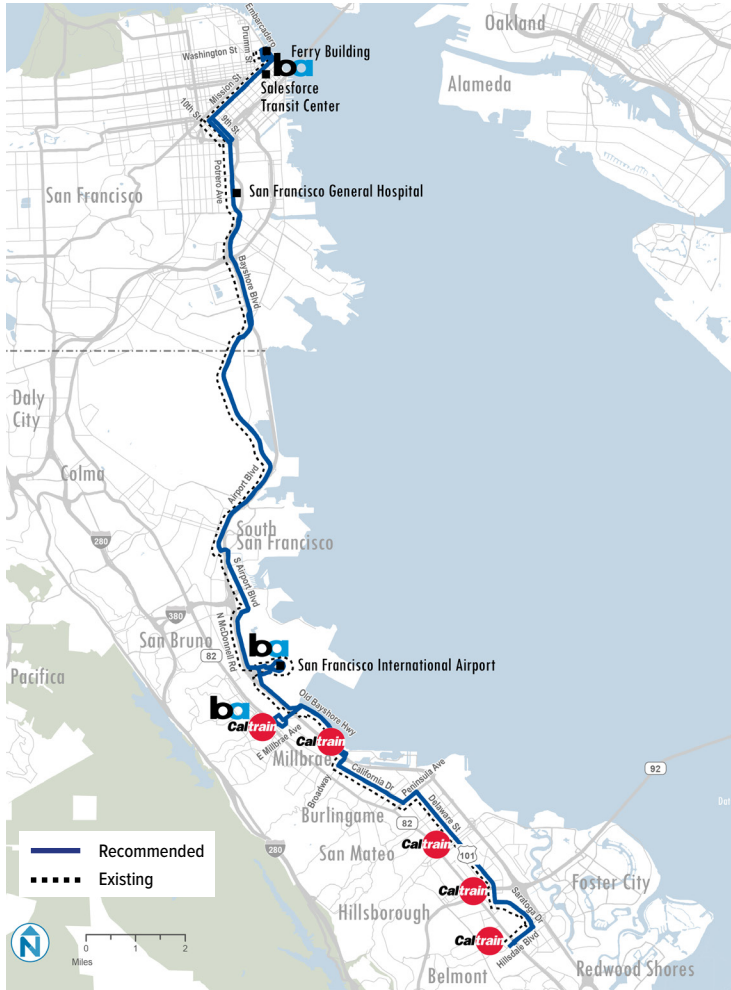 Oakland
Embarcadero
Drumm St
Ferry Building
Washington St
ba
Alameda
Mission St
Salesforce
Transit Center
10th St
9th St
Potrero Ave
San Francisco
San Francisco General Hospital
Bayshore Blvd
Daly
City
Colma
Airport Blvd
South
San Francisco
280
S Airport Blvd
380
San Bruno
N McDonnell Rd
82
ba
San Francisco International Airport
Pacifica
ba
Caltrain
Old Bayshore Hwy
E Millbrae Ave
Caltrain
Millbrae
California Dr
Peninsula Ave
92
Broadway
Delaware St
Burlingame
82
Caltrain
San Mateo
101
280
Recommended
Existing
Caltrain
Foster City
Saratoga Dr
Hillsborough
Caltrain
Hillsdale Blvd
N
0
2
Miles
Belmont
Redwood Shores